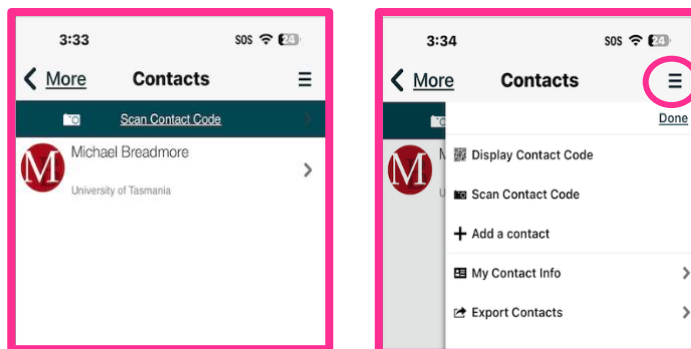 3:33 SOS 24
More Contacts
Scan Contact Code
Michael Breadmore
M
University of Tasmania
3:34 SOS 24
More Contacts
Done
M
Display Contact Code
Scan Contact Code
Add a contact
My Contact Info
Export Contacts